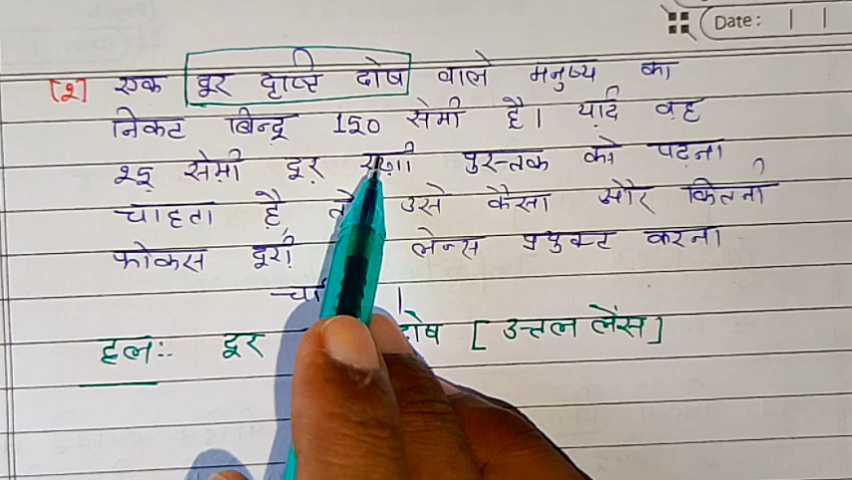 Date:
[2] एक दूर दृष्टि दोष वाले मनुष्य का
निकट बिन्दू 150 सेमी है। यदि वह
25 सेमी दूर रखी पुस्तक को पढ़ना
चाहता है, तो उसे कैसा और कितनी
फोकस दूरी लेन्स प्रयुक्त करना
हल:- दूर दोष [उत्तल लेंस]